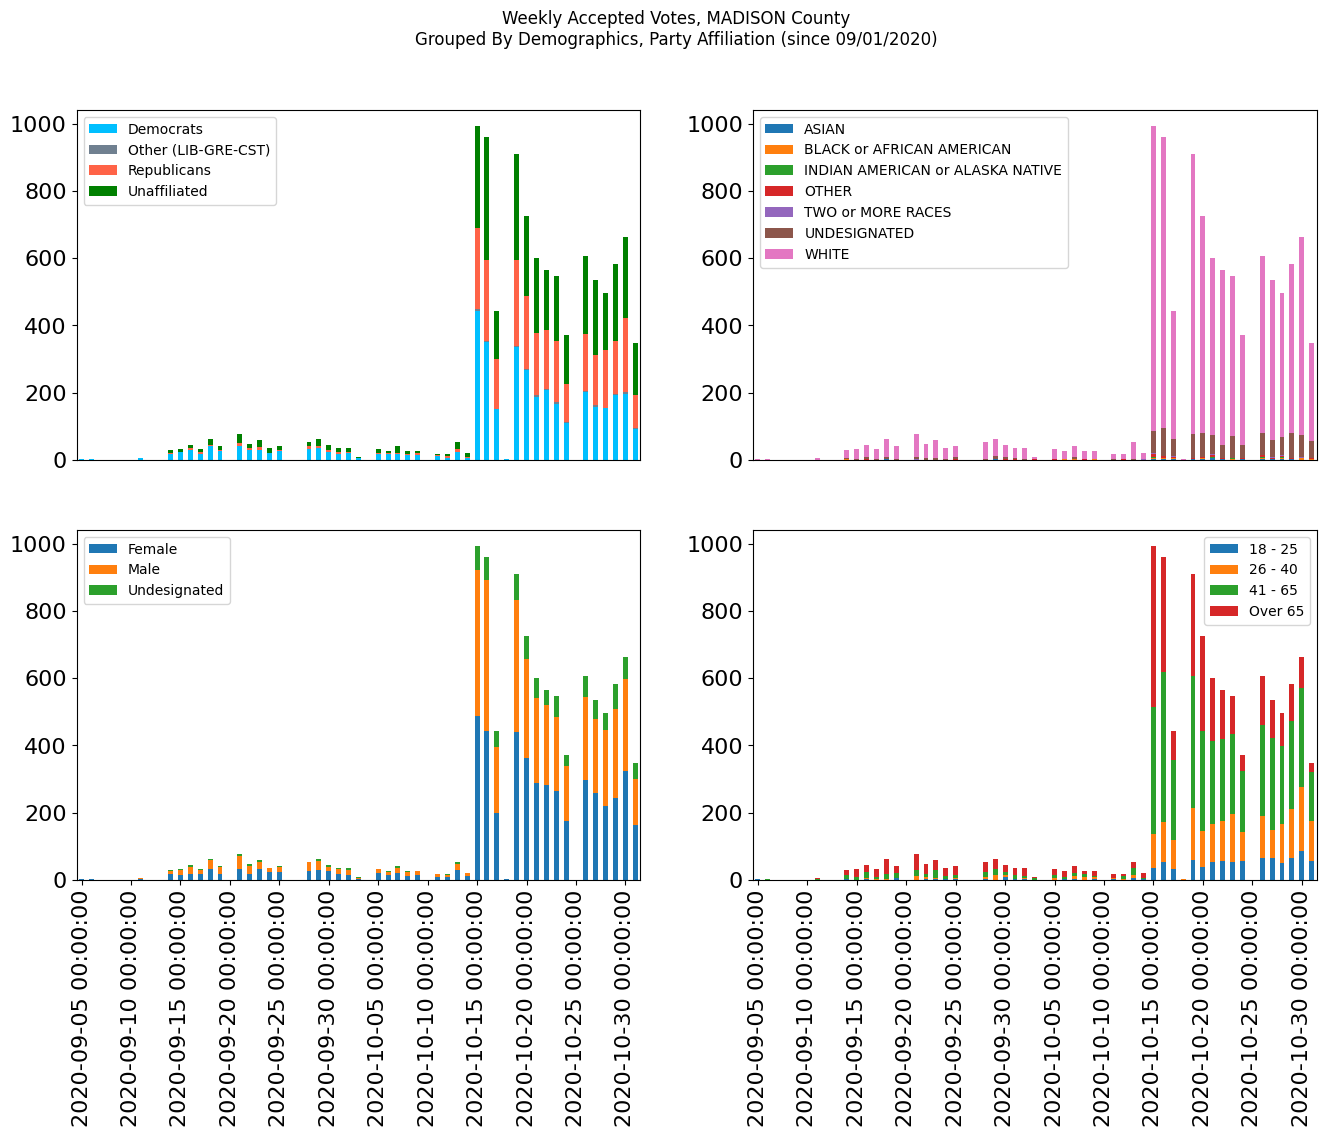 Weekly Accepted Votes, MADISON County
Grouped By Demographics, Party Affiliation (since 09/01/2020)
1000
800
600
400
200
0
Democrats
Other (LIB-GRE-CST)
Republicans
Unaffiliated
1000
800
600
400
200
0
ASIAN
BLACK or AFRICAN AMERICAN
INDIAN AMERICAN or ALASKA NATIVE
OTHER
TWO or MORE RACES
UNDESIGNATED
WHITE
1000
800
600
400
200
0
Female
Male
Undesignated
2020-09-05 00:00:00
2020-09-10 00:00:00
2020-09-15 00:00:00
2020-09-20 00:00:00
2020-09-25 00:00:00
2020-09-30 00:00:00
2020-10-05 00:00:00
2020-10-10 00:00:00
2020-10-15 00:00:00
2020-10-20 00:00:00
2020-10-25 00:00:00
2020-10-30 00:00:00
1000
800
600
400
200
0
18 - 25
26 - 40
41 - 65
Over 65
2020-09-05 00:00:00
2020-09-10 00:00:00
2020-09-15 00:00:00
2020-09-20 00:00:00
2020-09-25 00:00:00
2020-09-30 00:00:00
2020-10-05 00:00:00
2020-10-10 00:00:00
2020-10-15 00:00:00
2020-10-20 00:00:00
2020-10-25 00:00:00
2020-10-30 00:00:00